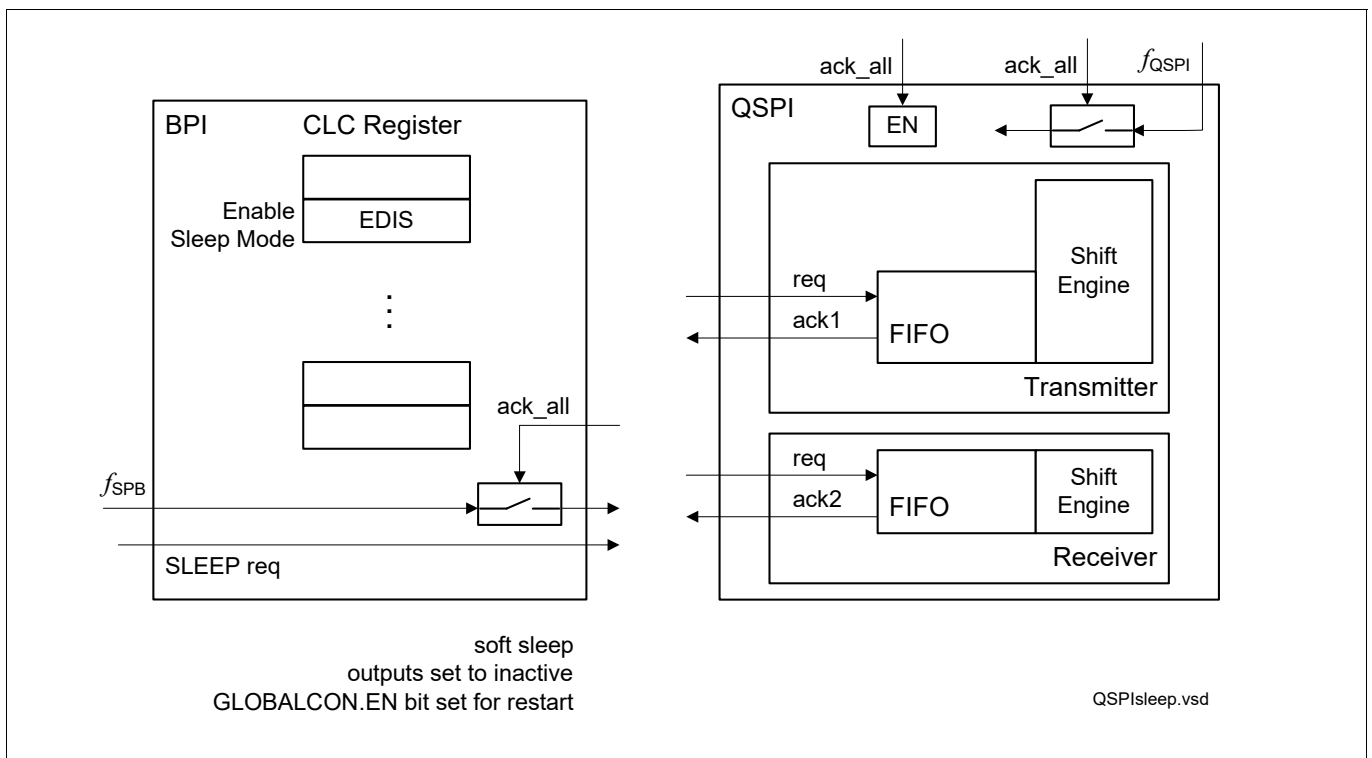 BPI
CLC Register
Enable
Sleep Mode
EDIS
⋮
ack_all
fSPB
SLEEP req
soft sleep
outputs set to inactive
GLOBALCON.EN bit set for restart
ack_all
ack_all
fQSPI
QSPI
EN
req
ack1
FIFO
Shift
Engine
Transmitter
req
ack2
FIFO
Shift
Engine
Receiver
QSPIsleep.vsd